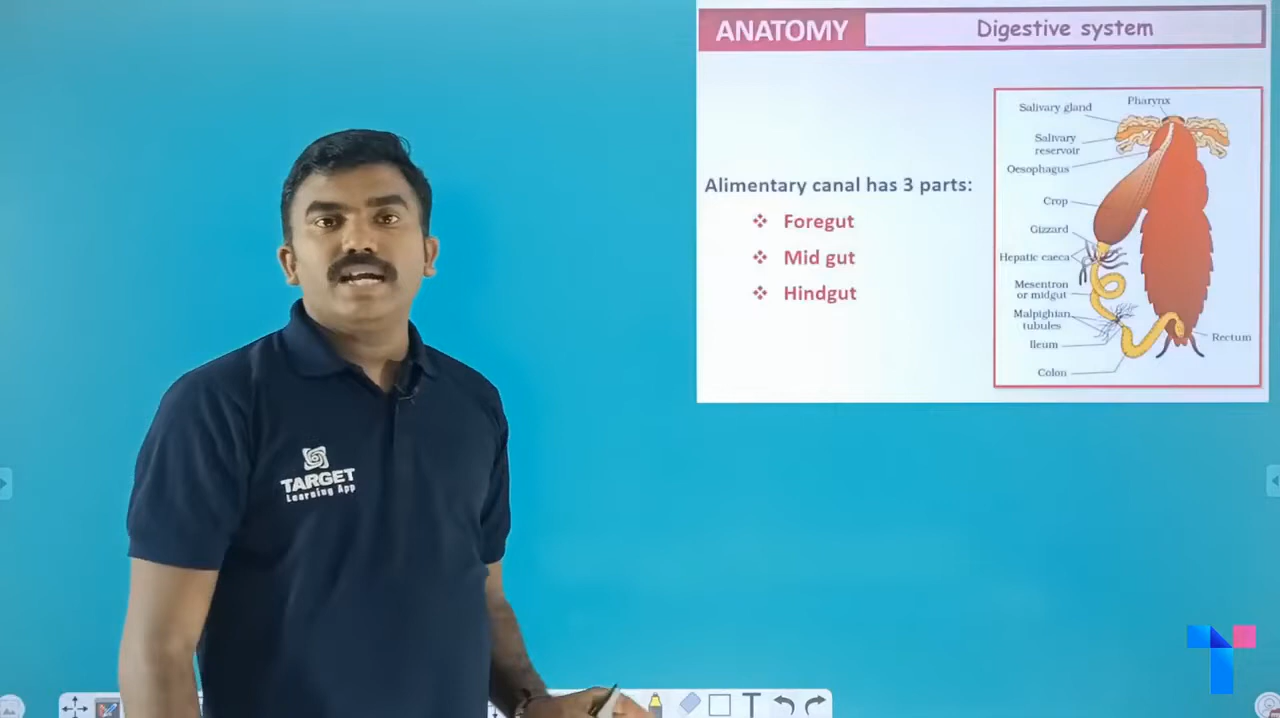 ANATOMY
Digestive system
Alimentary canal has 3 parts:
❖ Foregut
❖ Mid gut
❖ Hindgut
Pharynx
Salivary gland
Salivary
reservoir
Oesophagus
Crop
Gizzard
Hepatic caeca
Mesentron
or midgut
Malpighian
tubules
Ileum
Rectum
Colon
TARGET
Learning App
T